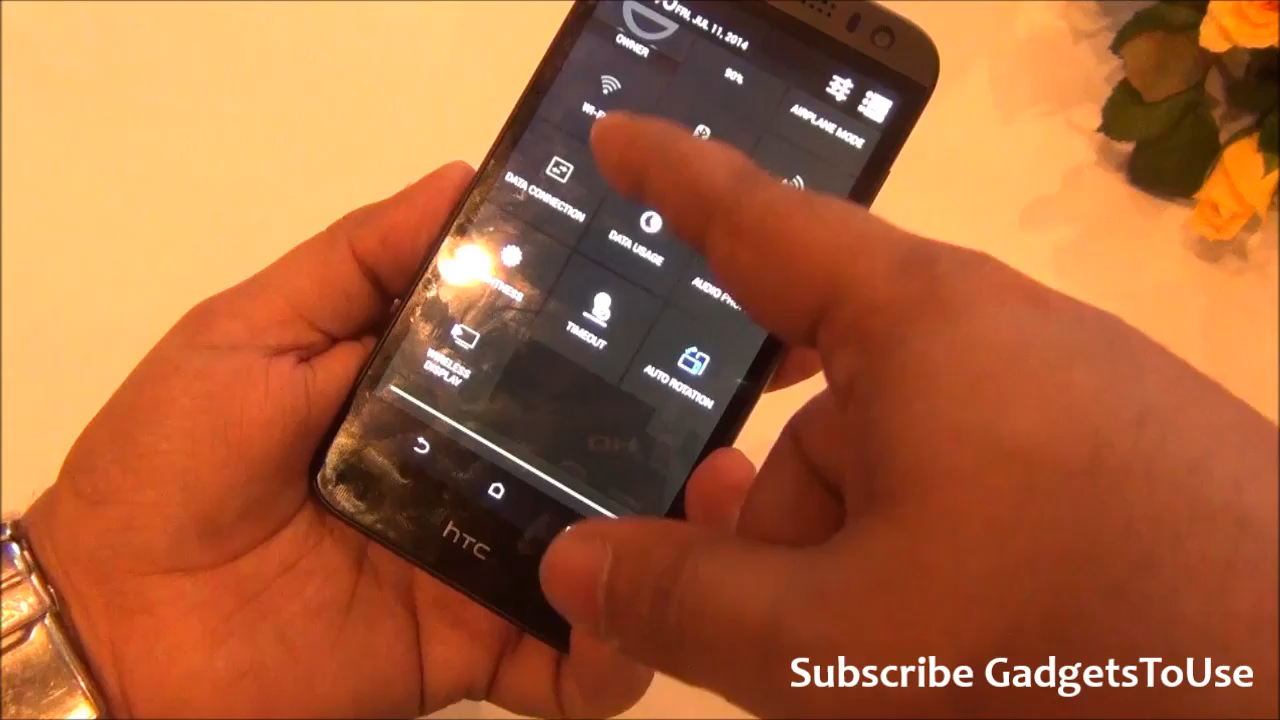 FRI, JUL 11, 2014
OWNER
90%
AIRPLANE MODE
DATA CONNECTION
DATA USAGE
TIMEOUT
WIRELESS
DISPLAY
AUTO ROTATION
hTC
Subscribe GadgetsToUse